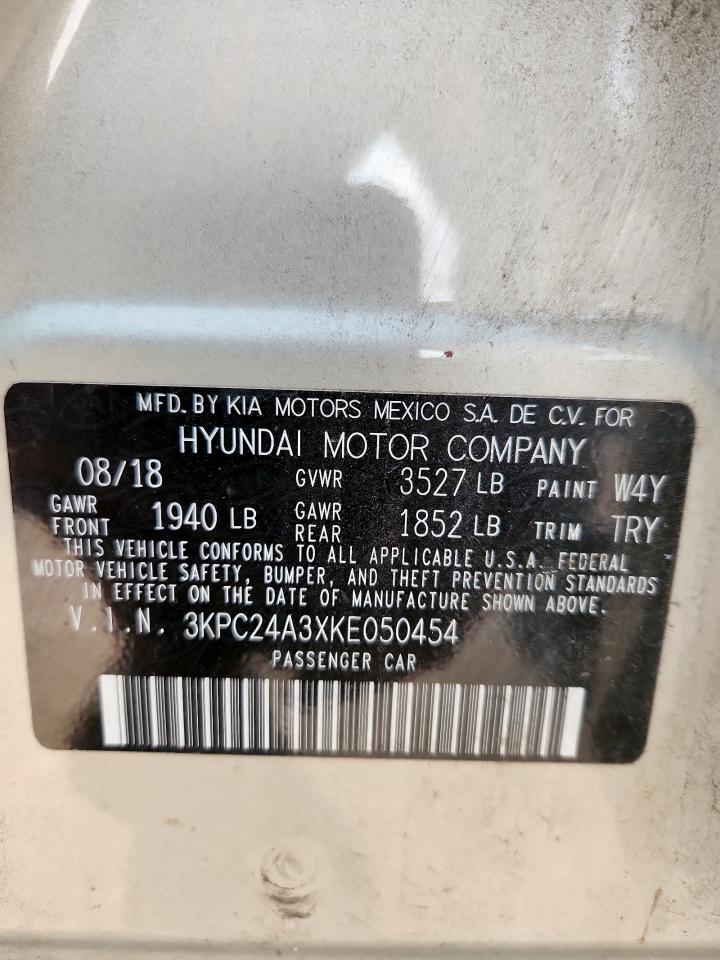 MFD. BY KIA MOTORS MEXICO S.A. DE C.V. FOR
HYUNDAI MOTOR COMPANY
08/18 GVWR 3527 LB PAINT W4Y
GAWR FRONT 1940 LB GAWR REAR 1852 LB TRIM TRY
THIS VEHICLE CONFORMS TO ALL APPLICABLE U.S.A. FEDERAL
MOTOR VEHICLE SAFETY, BUMPER, AND THEFT PREVENTION STANDARDS
IN EFFECT ON THE DATE OF MANUFACTURE SHOWN ABOVE.
V.I.N. 3KPC24A3XKE050454
PASSENGER CAR